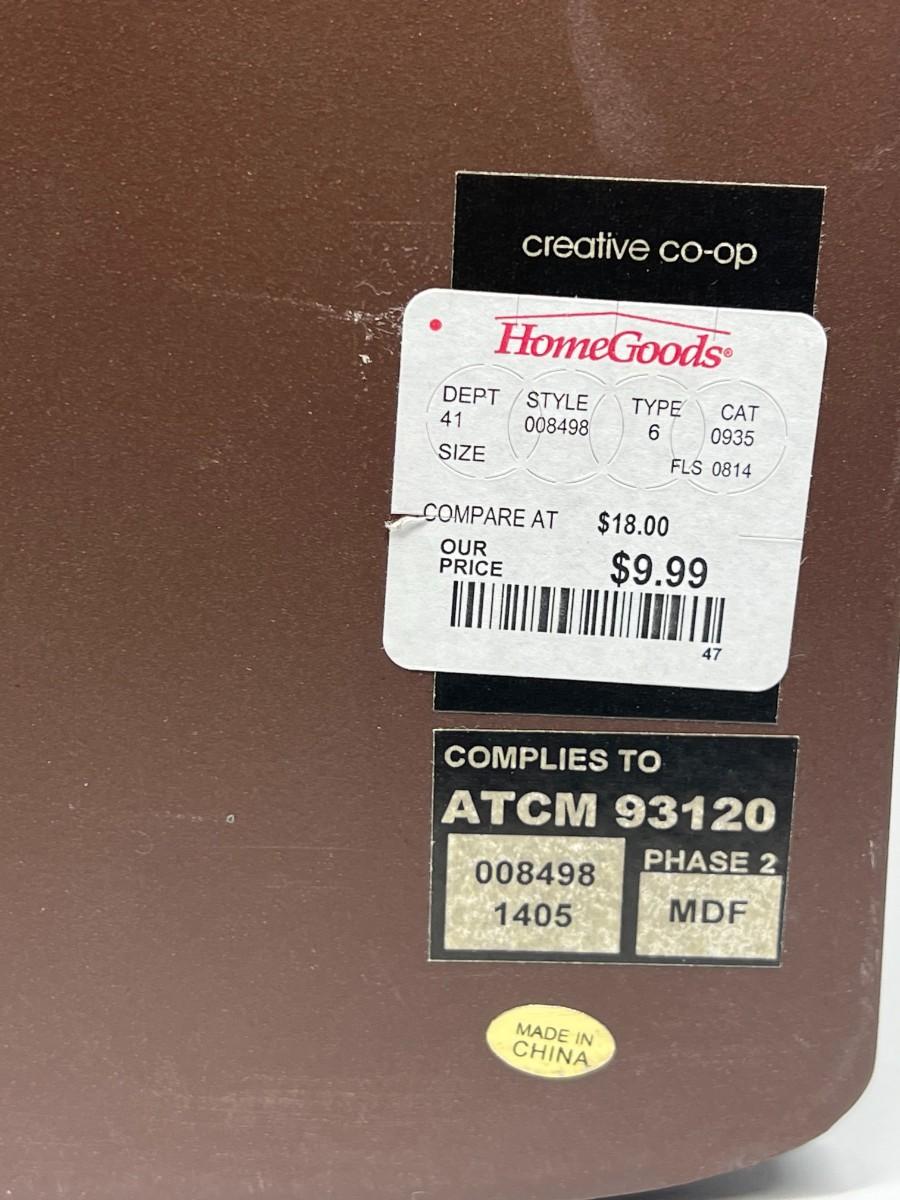 creative co-op
HomeGoods®
DEPT STYLE TYPE CAT
41 008498 6 0935
SIZE FLS 0814
COMPARE AT $18.00
OUR PRICE $9.99
47
COMPLIES TO
ATCM 93120
008498 PHASE 2
1405 MDF
MADE IN
CHINA